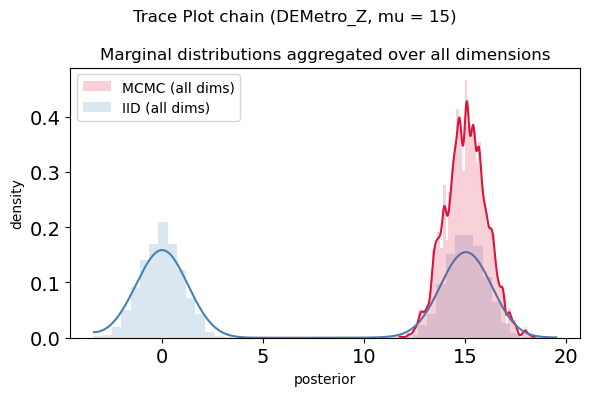 Trace Plot chain (DEMetro_Z, mu = 15)
Marginal distributions aggregated over all dimensions
MCMC (all dims)
IID (all dims)
density
0.4
0.3
0.2
0.1
0.0
0 5 10 15 20
posterior